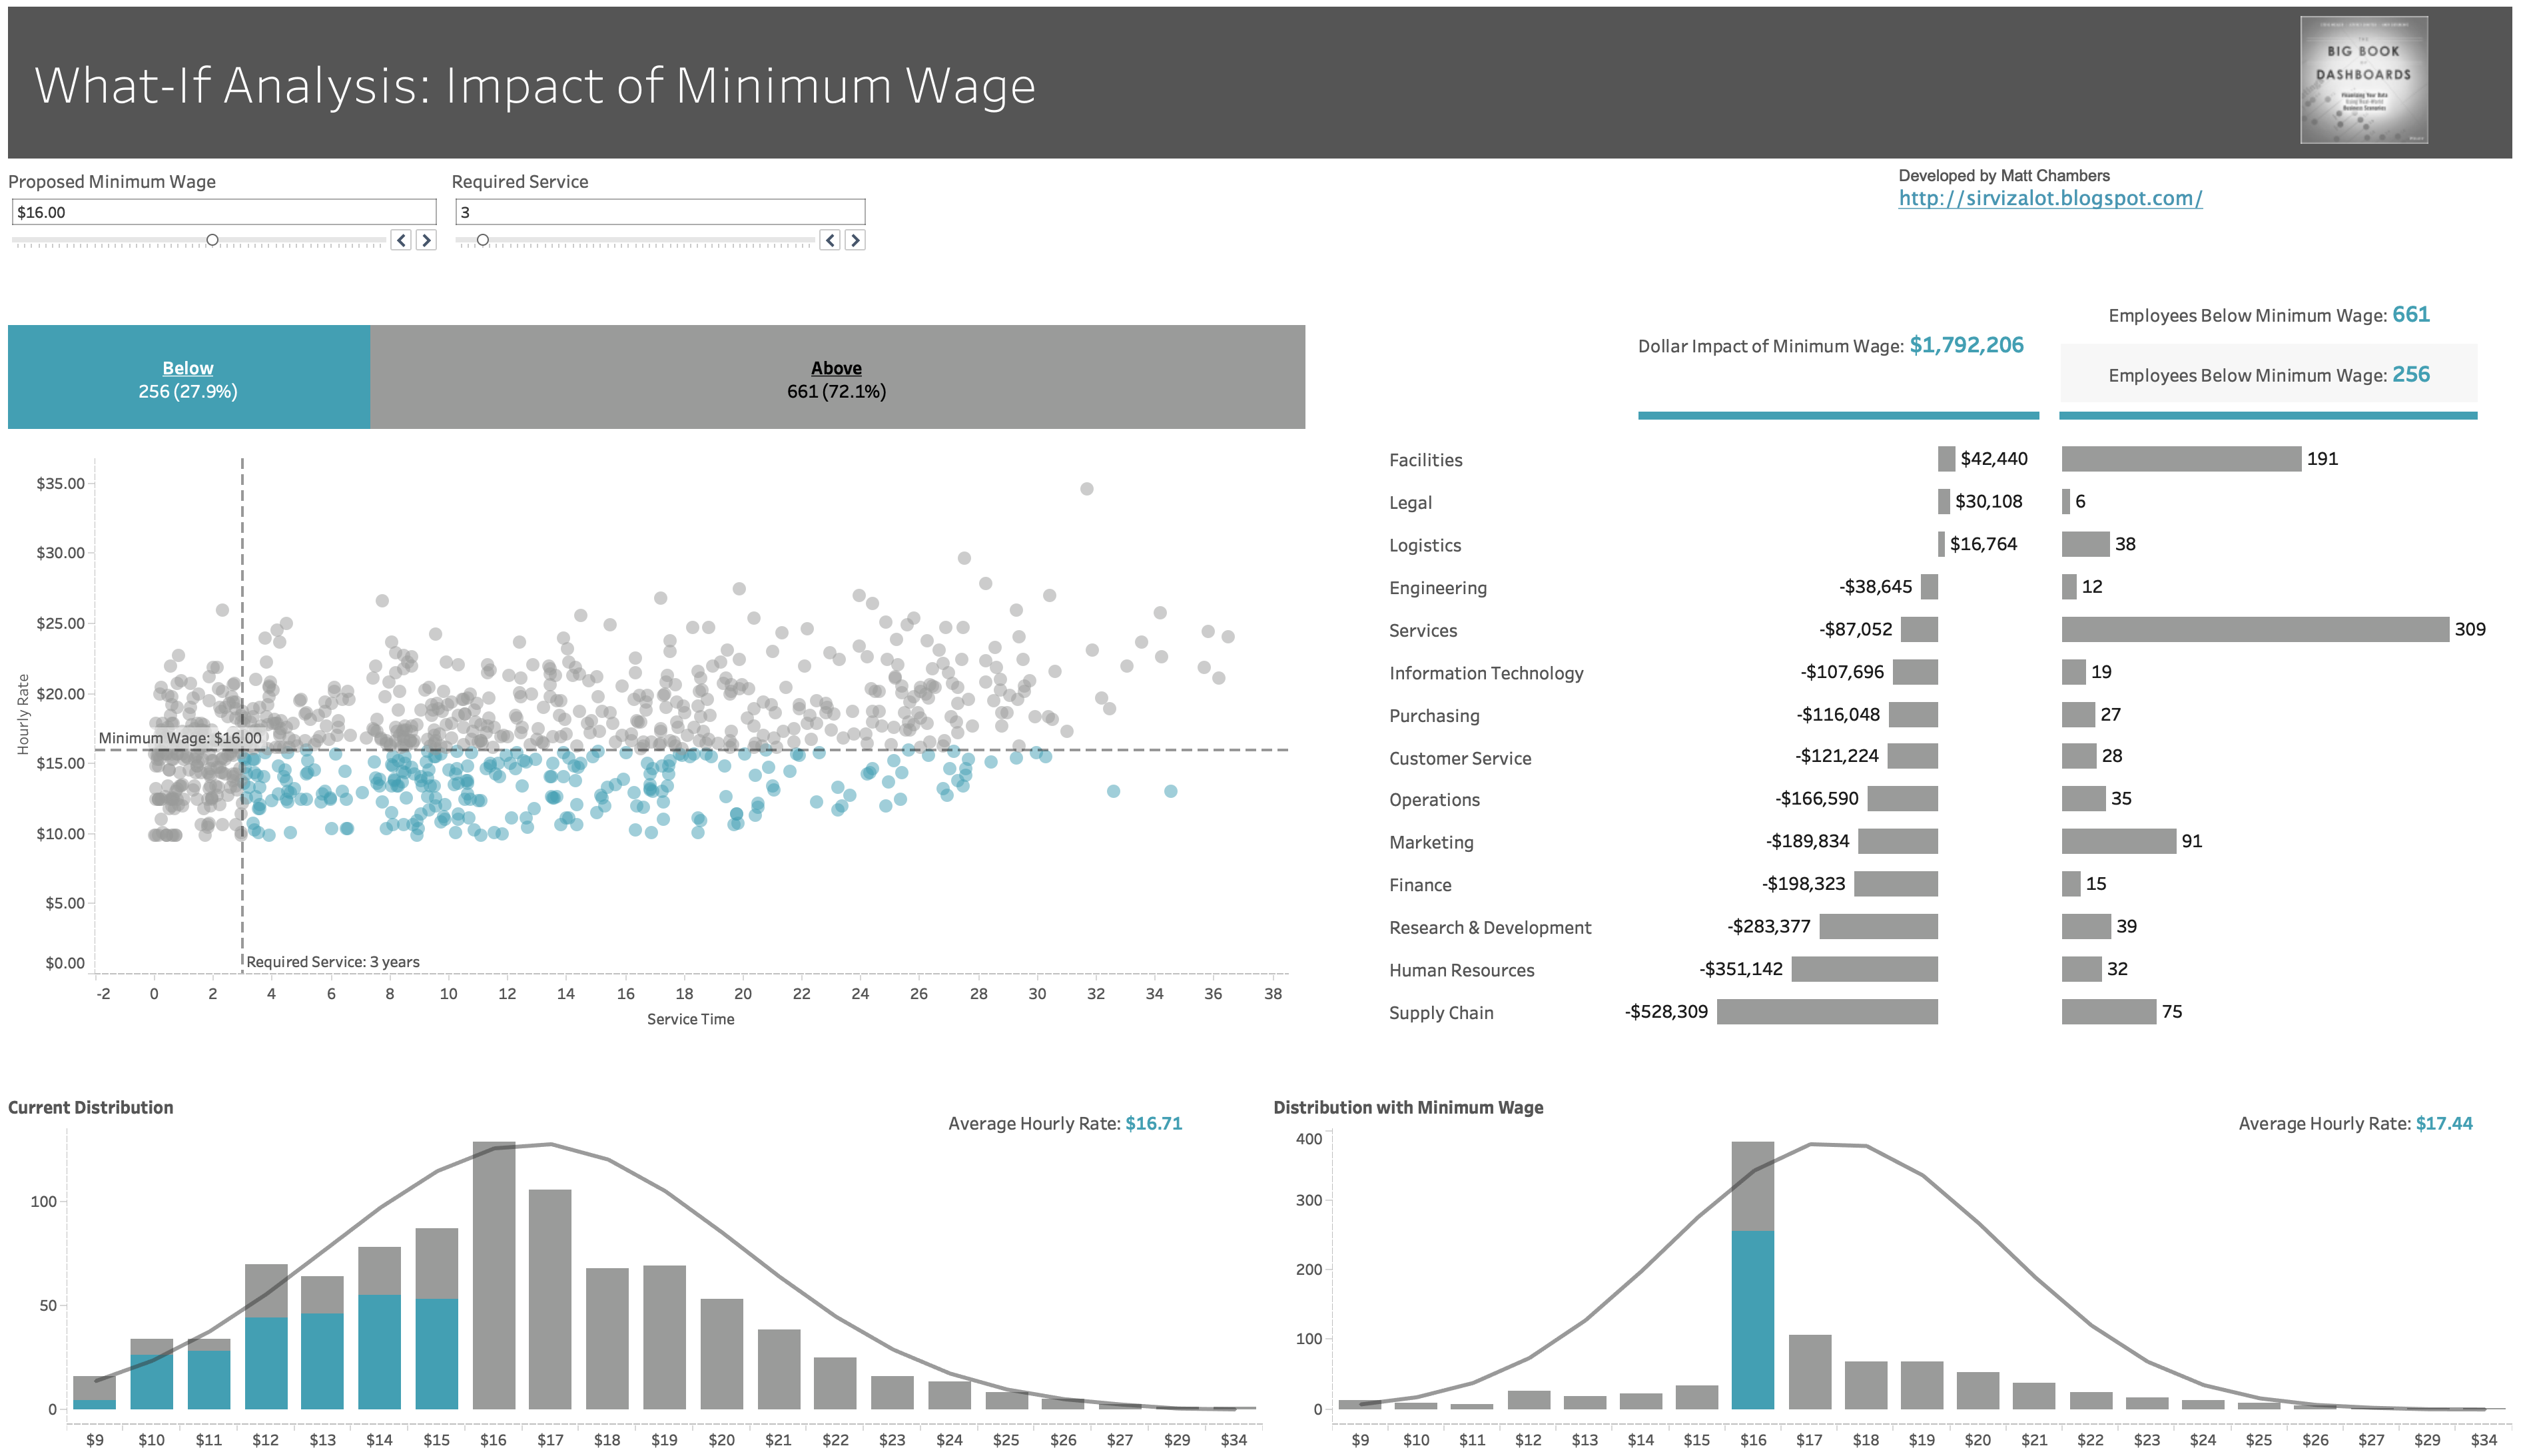 What-If Analysis: Impact of Minimum Wage
BIG BOOK
DASHBOARDS
Proposed Minimum Wage
$16.00
Required Service
3
Developed by Matt Chambers
http://sirvizalot.blogspot.com/
Below
256 (27.9%)
Above
661 (72.1%)
Dollar Impact of Minimum Wage: $1,792,206
Employees Below Minimum Wage: 661
Employees Below Minimum Wage: 256
Hourly Rate
$35.00
$30.00
$25.00
$20.00
$15.00
$10.00
$5.00
$0.00
Minimum Wage: $16.00
Required Service: 3 years
-2 0 2 4 6 8 10 12 14 16 18 20 22 24 26 28 30 32 34 36 38
Service Time
Facilities $42,440 191
Legal $30,108 6
Logistics $16,764 38
Engineering -$38,645 12
Services -$87,052 309
Information Technology -$107,696 19
Purchasing -$116,048 27
Customer Service -$121,224 28
Operations -$166,590 35
Marketing -$189,834 91
Finance -$198,323 15
Research & Development -$283,377 39
Human Resources -$351,142 32
Supply Chain -$528,309 75
Current Distribution
Average Hourly Rate: $16.71
100
50
0
$9 $10 $11 $12 $13 $14 $15 $16 $17 $18 $19 $20 $21 $22 $23 $24 $25 $26 $27 $29 $34
Distribution with Minimum Wage
Average Hourly Rate: $17.44
400
300
200
100
0
$9 $10 $11 $12 $13 $14 $15 $16 $17 $18 $19 $20 $21 $22 $23 $24 $25 $26 $27 $29 $34